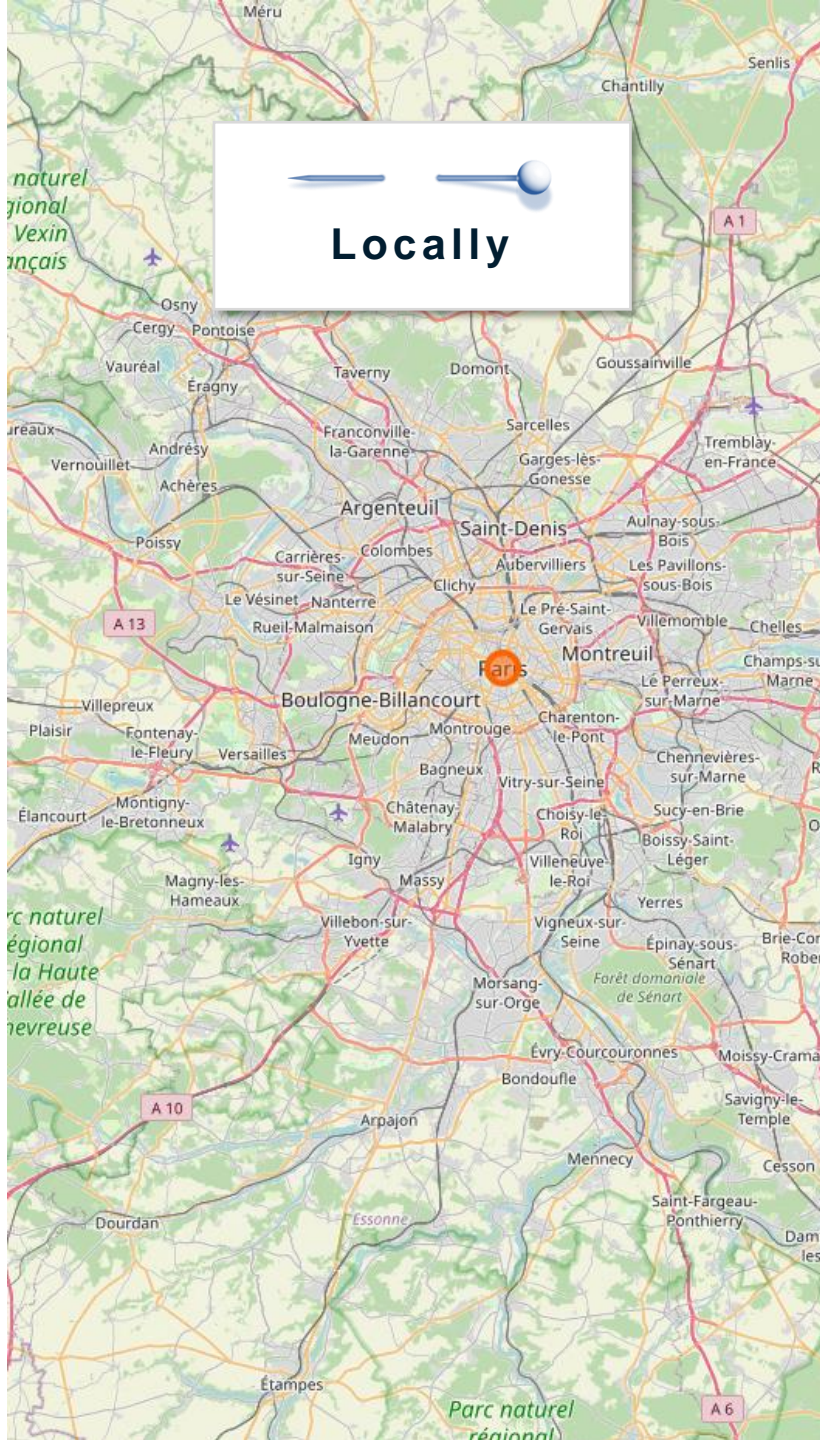 Méru
Senlis
Chantilly
naturel
Vexin
Locally
A 1
Osny
Cergy
Pontoise
Vauréal
Éragny
Taverny
Domont
Goussainville
Franconville-
la-Garenne
Sarcelles
Andrésy
Vernouillet
Achères
Garges-lès-
Gonesse
Tremblay-
en-France
Argenteuil
Saint-Denis
Aulnay-sous-
Bois
Poissy
Carrières-
sur-Seine
Colombes
Aubervilliers
Les Pavillons-
sous-Bois
Clichy
Le Vésinet
Nanterre
Rueil-Malmaison
Le Pré-Saint-
Gervais
Villemomble
Chelles
A 13
Paris
Montreuil
Le Perreux-
sur-Marne
Champs-su
Marne
Boulogne-Billancourt
Villepreux
Plaisir
Fontenay-
le-Fleury
Versailles
Meudon
Montrouge
Charenton-
le-Pont
Bagneux
Vitry-sur-Seine
Chennevières-
sur-Marne
Élancourt
Montigny-
le-Bretonneux
Châtenay-
Malabry
Choisy-le-
Roi
Sucy-en-Brie
Boissy-Saint-
Léger
Igny
Massy
Villeneuve-
le-Roi
Magny-les-
Hameaux
Yerres
rc naturel
égional
la Haute
allée de
hevreuse
Villebon-sur-
Yvette
Vigneux-sur-
Seine
Épinay-sous-
Sénart
Brie-Com
Rober
Morsang-
sur-Orge
Forêt domaniale
de Sénart
Évry-Courcouronnes
Moissy-Crama
Bondoufle
A 10
Arpajon
Savigny-le-
Temple
Mennecy
Cesson
Dourdan
Essonne
Saint-Fargeau-
Ponthierry
Dam
les
Étampes
Parc naturel
régional
A 6